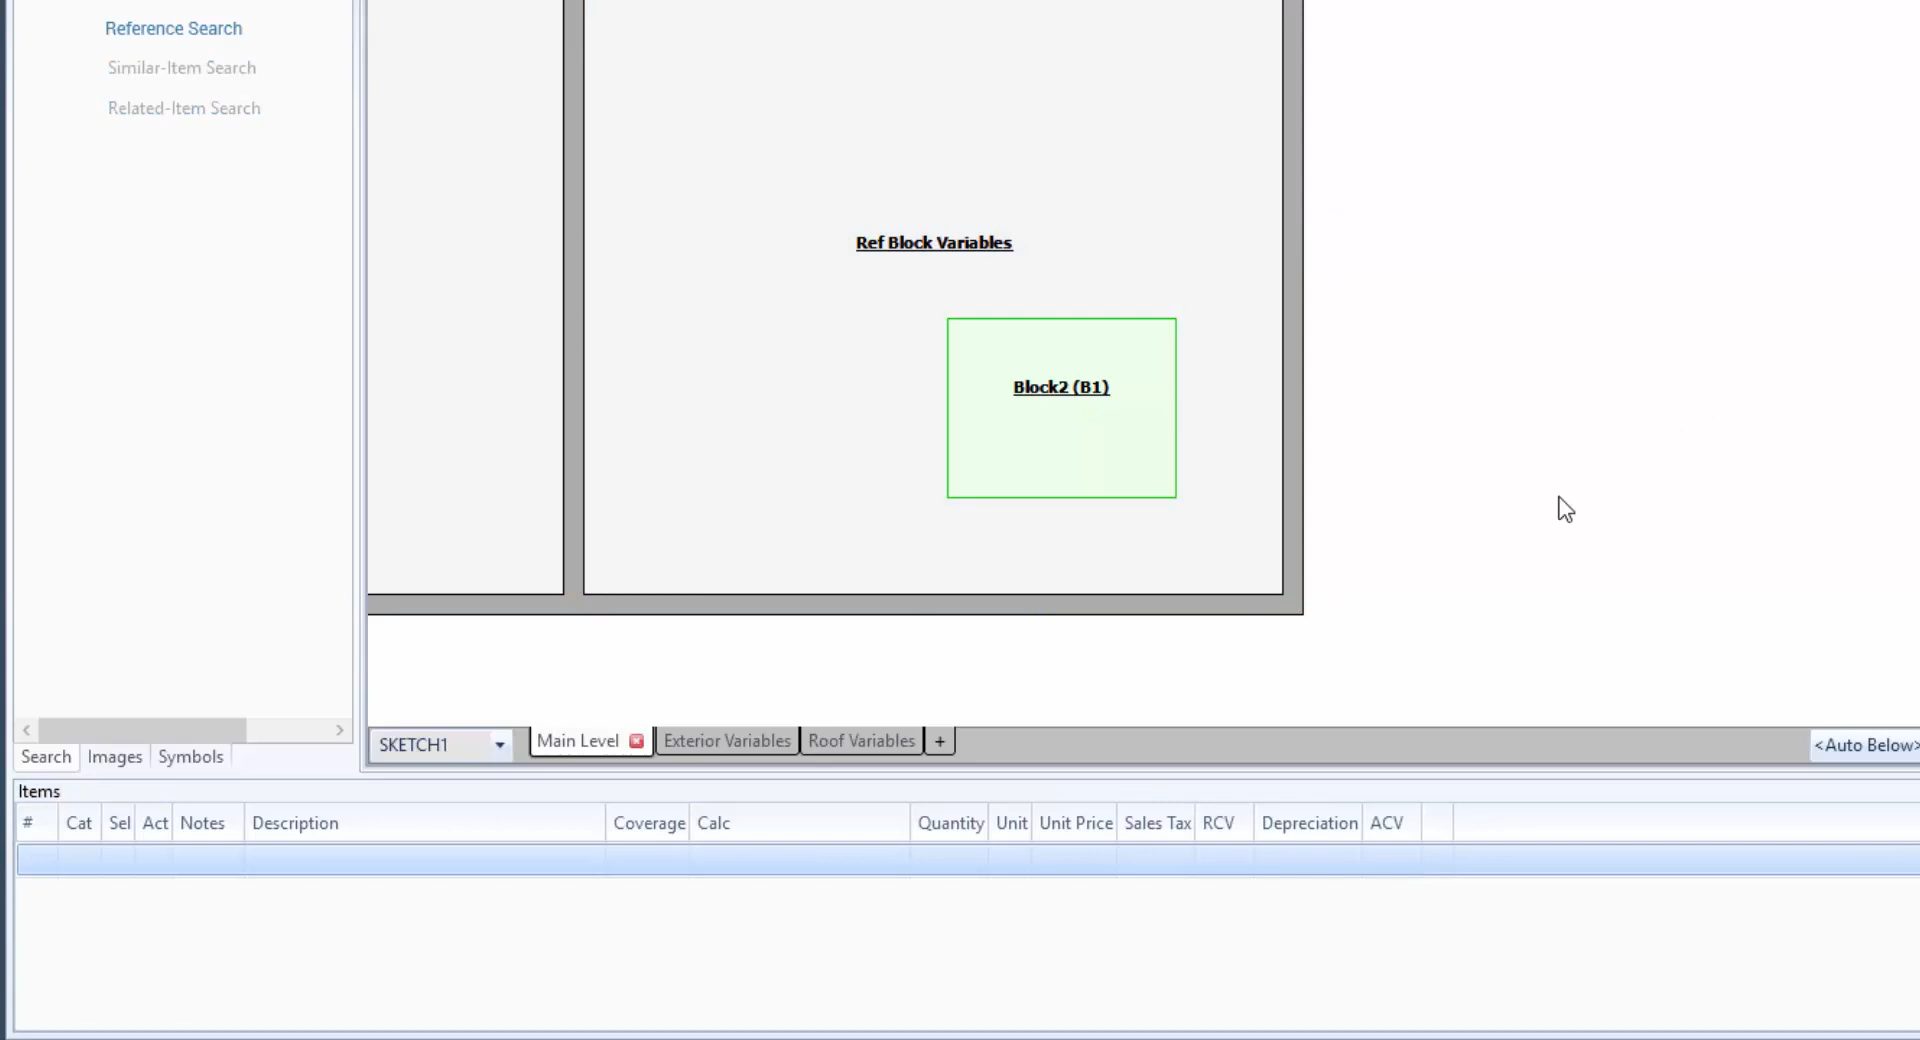 Reference Search
Similar-Item Search
Related-Item Search
Ref Block Variables
Block2 (B1)
SKETCH1
Main Level
Exterior Variables
Roof Variables
+
<Auto Below>
Search
Images
Symbols
Items
# Cat Sel Act Notes Description Coverage Calc Quantity Unit Unit Price Sales Tax RCV Depreciation ACV